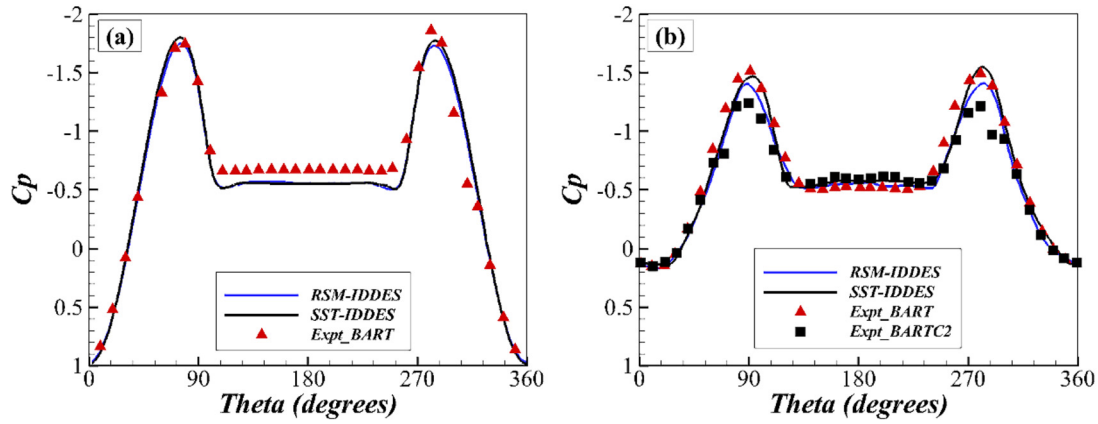 (a)
-2
-1.5
-1
-0.5
0
0.5
1
Cp
0 90 180 270 360
Theta (degrees)
RSM-IDDES
SST-IDDES
Expt_BART
(b)
-2
-1.5
-1
-0.5
0
0.5
1
Cp
0 90 180 270 360
Theta (degrees)
RSM-IDDES
SST-IDDES
Expt_BART
Expt_BARTC2